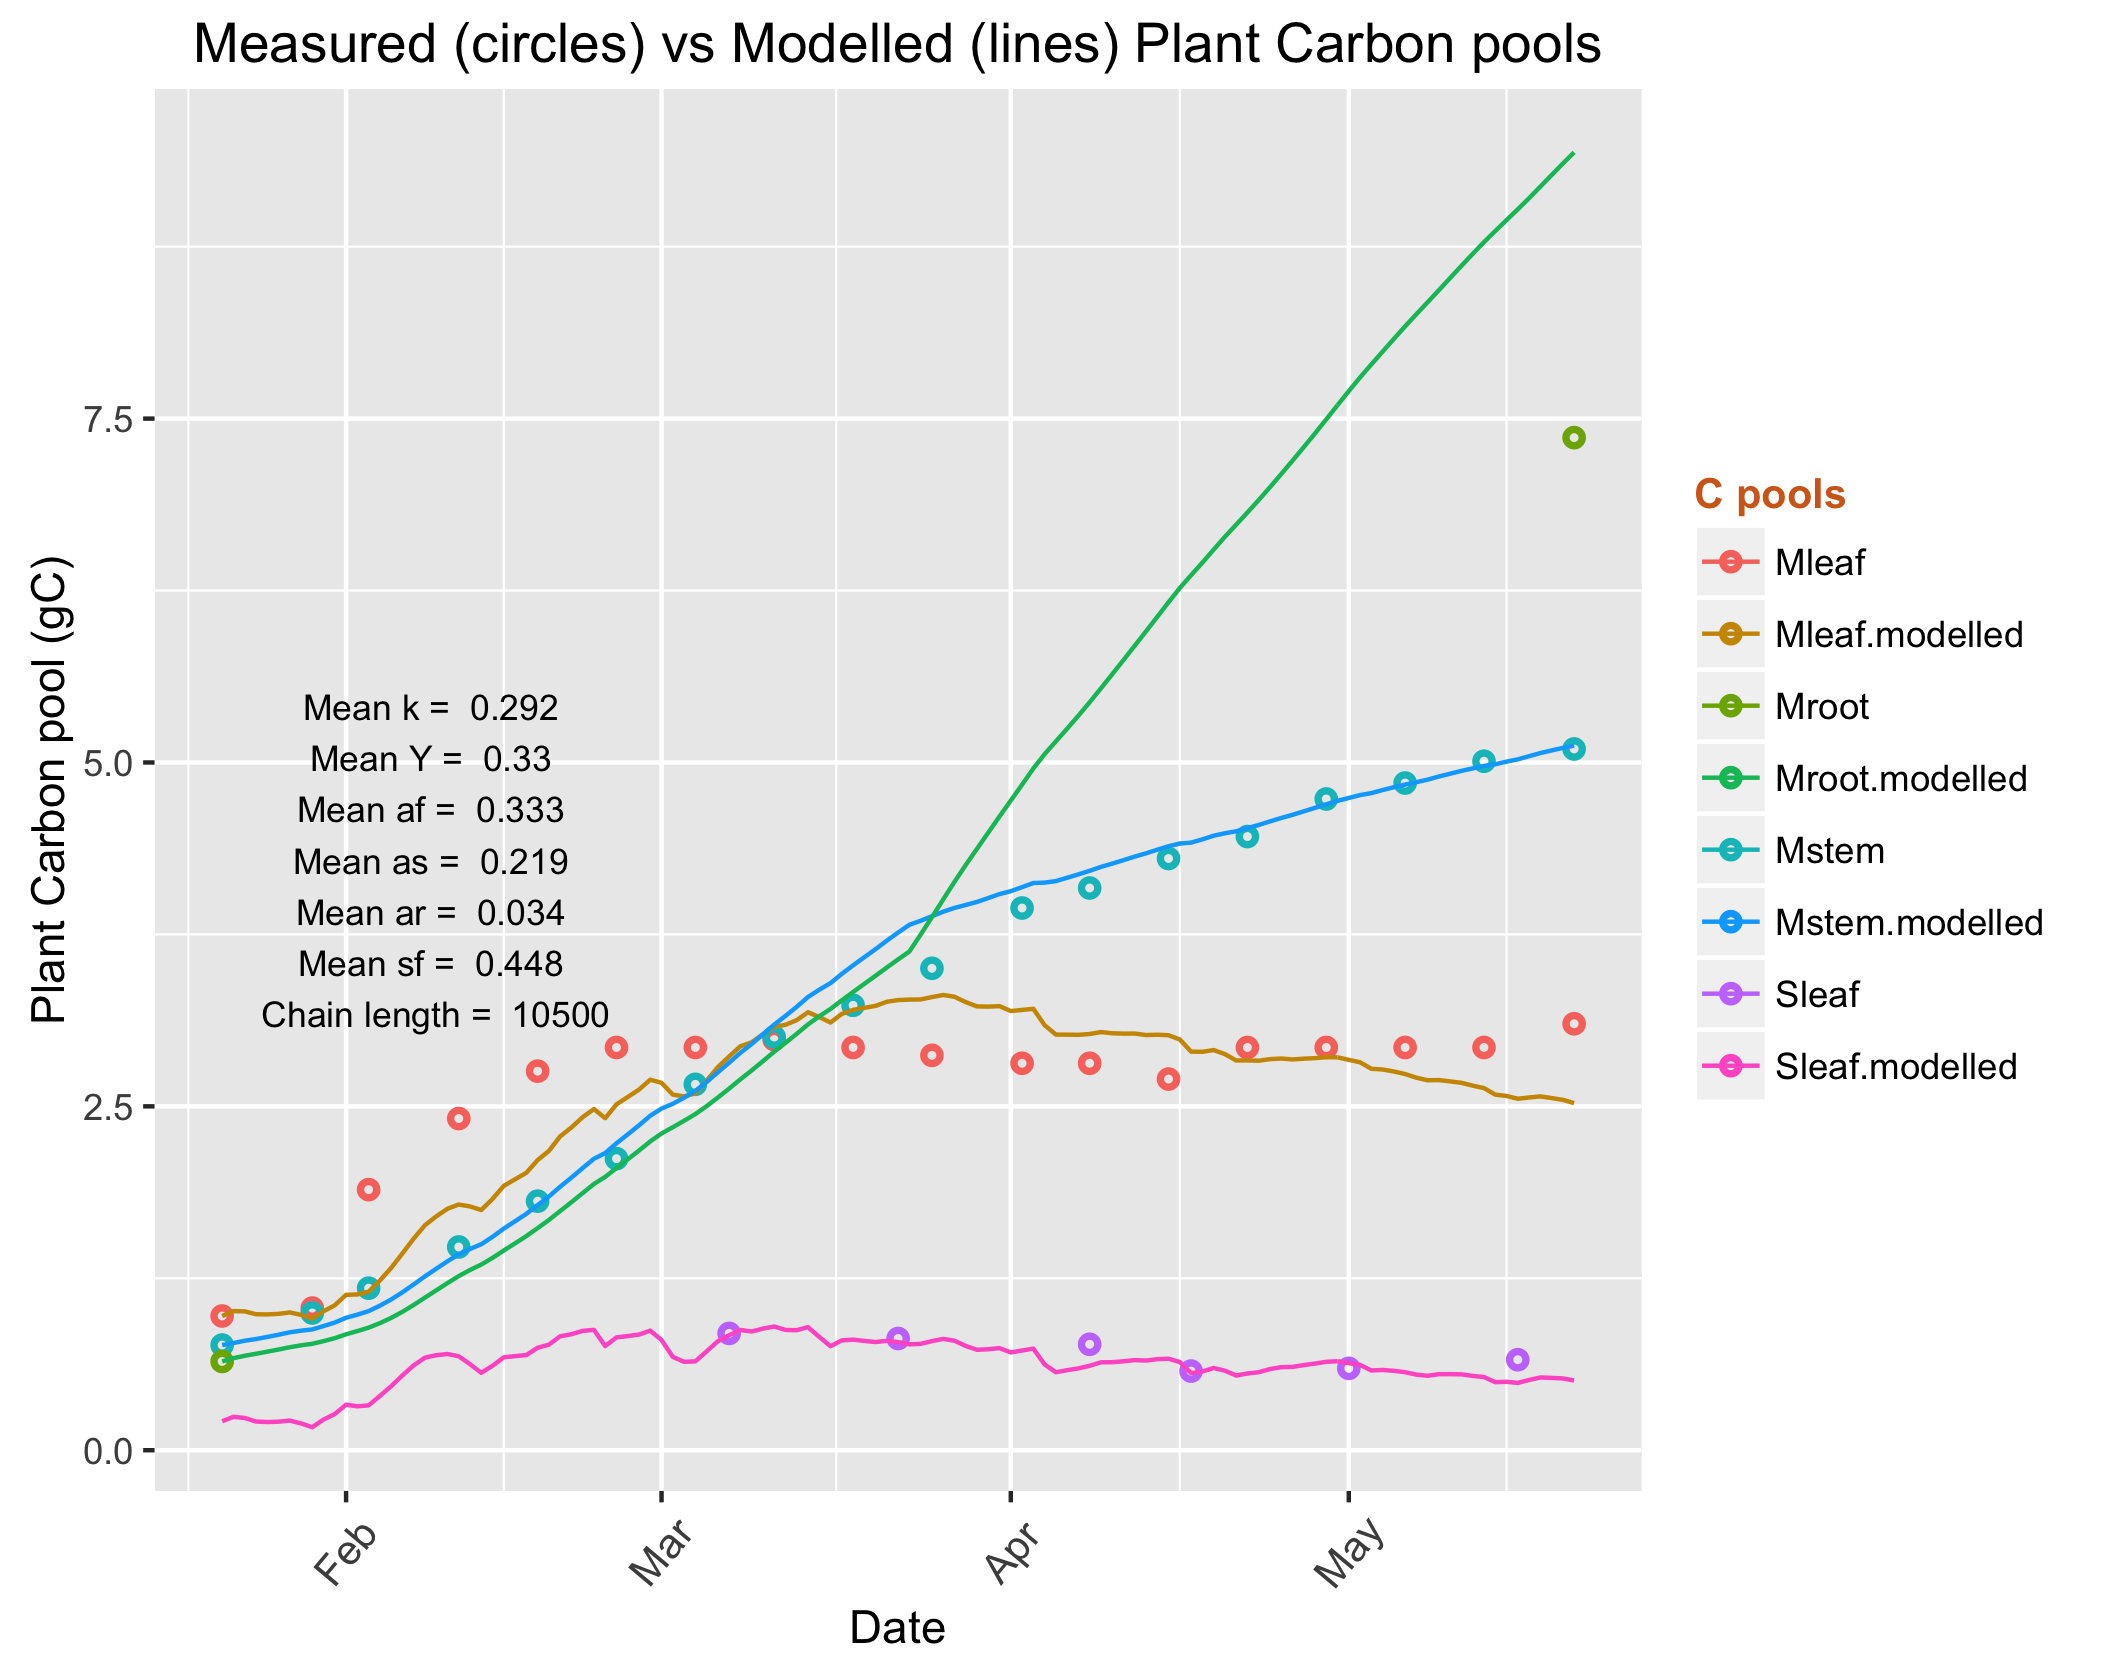 Measured (circles) vs Modelled (lines) Plant Carbon pools
Plant Carbon pool (gC)
7.5
5.0
2.5
0.0
Mean k = 0.292
Mean Y = 0.33
Mean af = 0.333
Mean as = 0.219
Mean ar = 0.034
Mean sf = 0.448
Chain length = 10500
Feb
Mar
Apr
May
Date
C pools
Mleaf
Mleaf.modelled
Mroot
Mroot.modelled
Mstem
Mstem.modelled
Sleaf
Sleaf.modelled